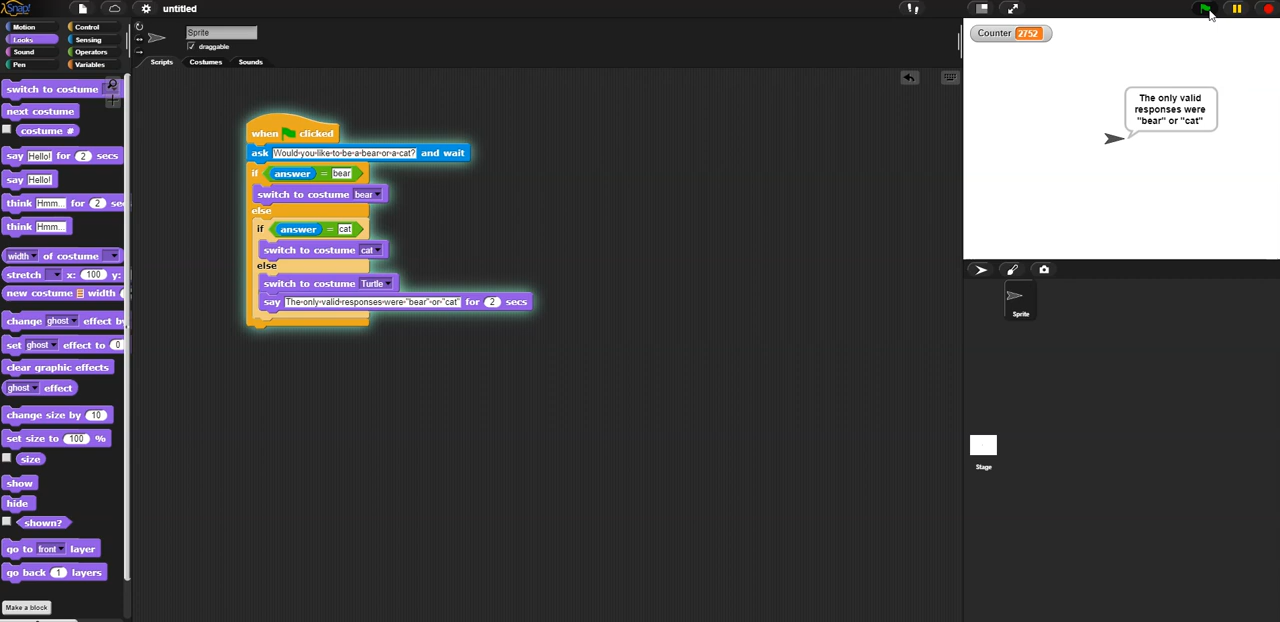 Snap! untitled
Motion Control
Looks Sensing
Sound Operators
Pen Variables
Sprite
draggable
Scripts Costumes Sounds
switch to costume
next costume
costume #
say Hello! for 2 secs
say Hello!
think Hmm... for 2 sec
think Hmm...
width of costume
stretch x: 100 y:
new costume width
change ghost effect by
set ghost effect to 0
clear graphic effects
ghost effect
change size by 10
set size to 100 %
size
show
hide
shown?
go to front layer
go back 1 layers
Make a block
when clicked
ask Would·you·like·to·be·a·bear·or·a·cat? and wait
if answer = bear
switch to costume bear
else
if answer = cat
switch to costume cat
else
switch to costume Turtle
say The·only·valid·responses·were·"bear"·or·"cat" for 2 secs
Counter 2752
The only valid
responses were
"bear" or "cat"
Sprite
Stage